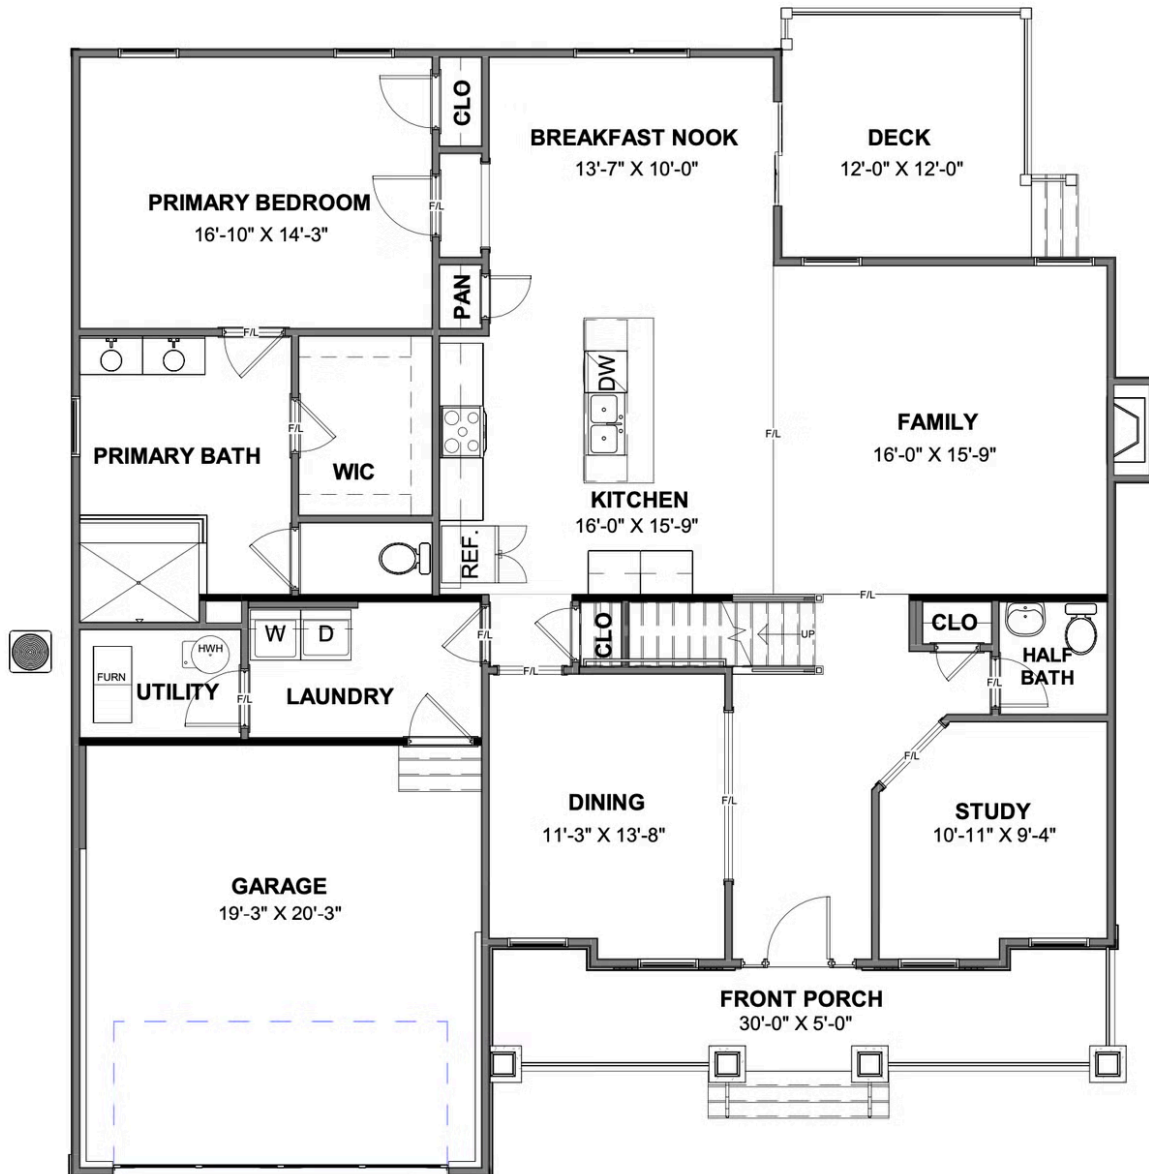 CLO
BREAKFAST NOOK
13'-7" X 10'-0"
DECK
12'-0" X 12'-0"
PRIMARY BEDROOM
16'-10" X 14'-3"
F/L
PAN
F/L
DW
FAMILY
16'-0" X 15'-9"
F/L
F/L
PRIMARY BATH
WIC
KITCHEN
16'-0" X 15'-9"
REF.
F/L
W
D
F/L
CLO
UP
CLO
HALF
BATH
HWH
FURN
UTILITY
F/L
LAUNDRY
F/L
F/L
F/L
F/L
DINING
11'-3" X 13'-8"
STUDY
10'-11" X 9'-4"
GARAGE
19'-3" X 20'-3"
FRONT PORCH
30'-0" X 5'-0"